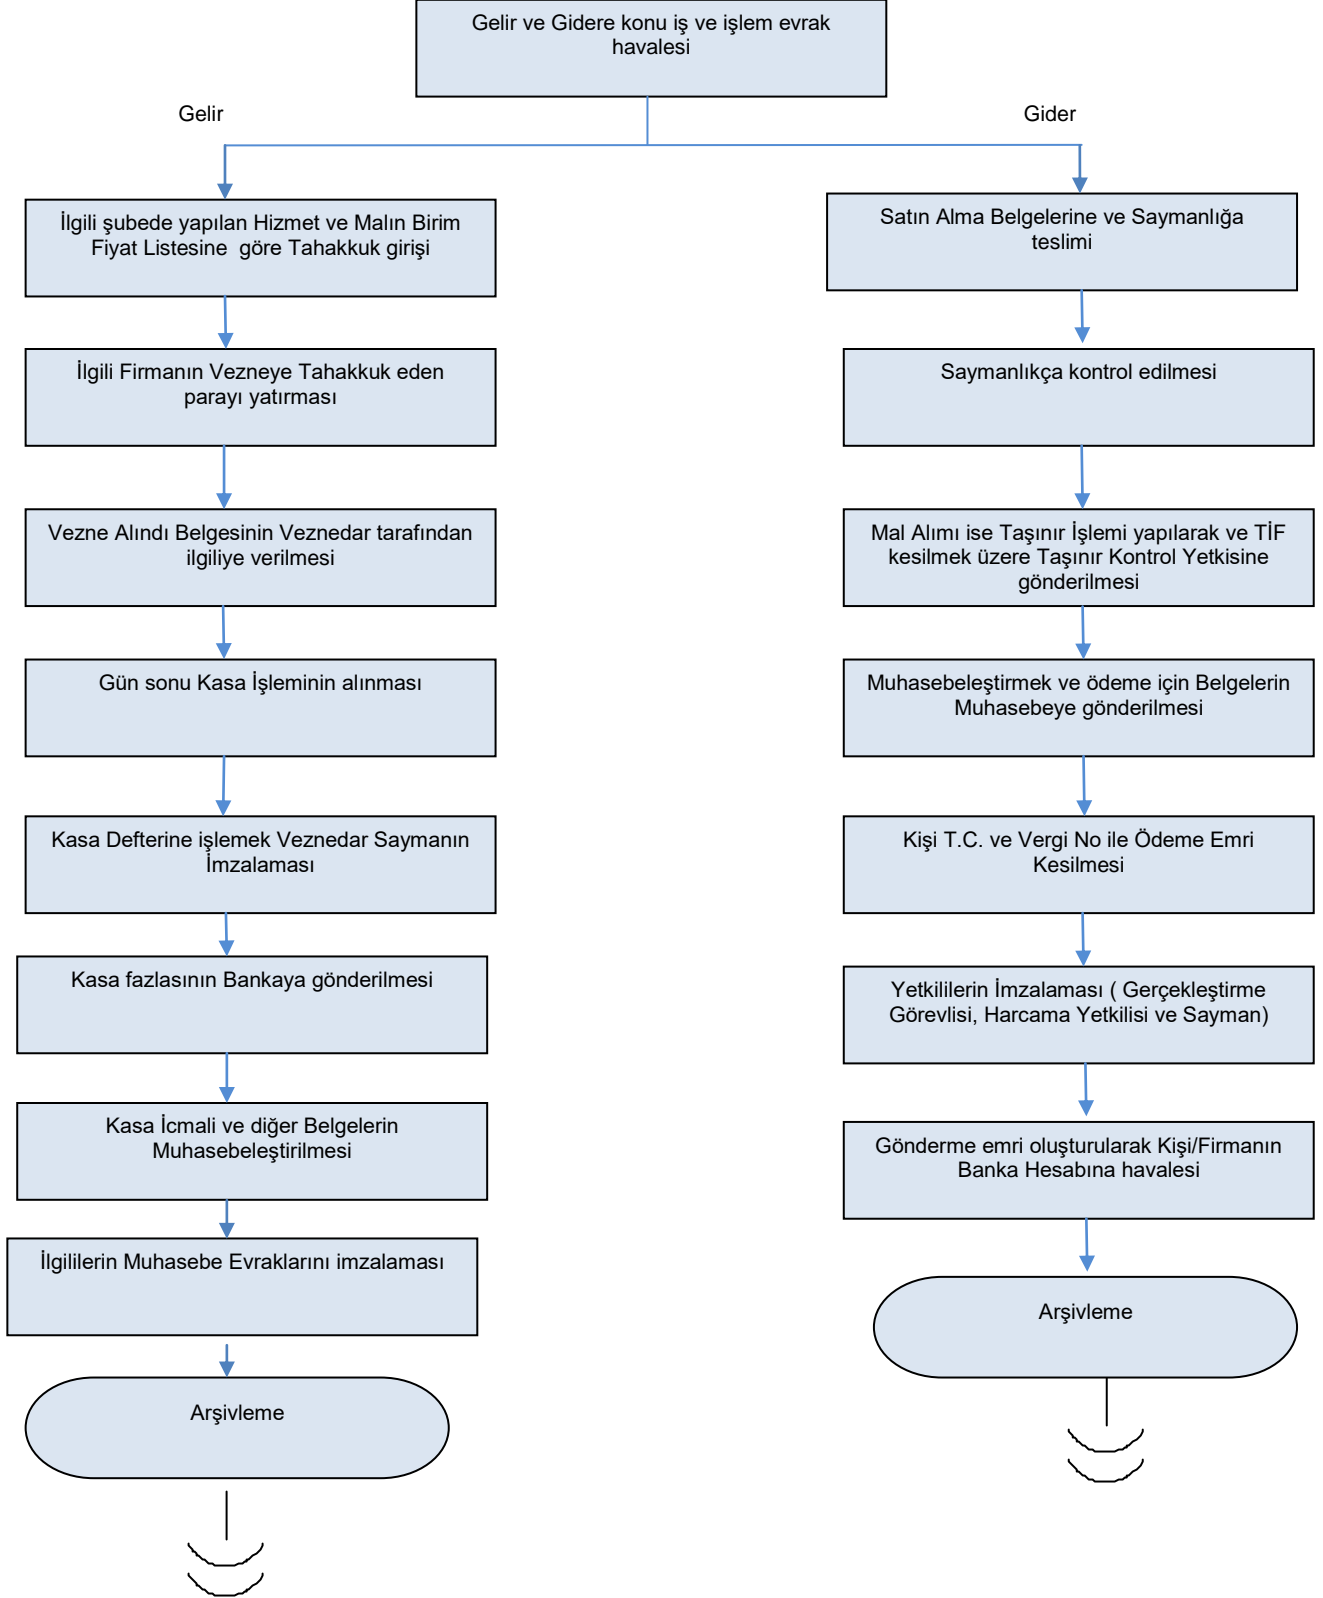 Gelir ve Gidere konu iş ve işlem evrak
havalesi
Gelir
Gider
İlgili şubede yapılan Hizmet ve Malın Birim
Fiyat Listesine göre Tahakkuk girişi
İlgili Firmanın Vezneye Tahakkuk eden
parayı yatırması
Vezne Alındı Belgesinin Veznedar tarafından
ilgiliye verilmesi
Gün sonu Kasa İşleminin alınması
Kasa Defterine işlemek Veznedar Saymanın
İmzalaması
Kasa fazlasının Bankaya gönderilmesi
Kasa İcmali ve diğer Belgelerin
Muhasebeleştirilmesi
İlgililerin Muhasebe Evraklarını imzalaması
Arşivleme
Satın Alma Belgelerine ve Saymanlığa
teslimi
Saymanlıkça kontrol edilmesi
Mal Alımı ise Taşınır İşlemi yapılarak ve TİF
kesilmek üzere Taşınır Kontrol Yetkisine
gönderilmesi
Muhasebeleştirmek ve ödeme için Belgelerin
Muhasebeye gönderilmesi
Kişi T.C. ve Vergi No ile Ödeme Emri
Kesilmesi
Yetkililerin İmzalaması ( Gerçekleştirme
Görevlisi, Harcama Yetkilisi ve Sayman)
Gönderme emri oluşturularak Kişi/Firmanın
Banka Hesabına havalesi
Arşivleme